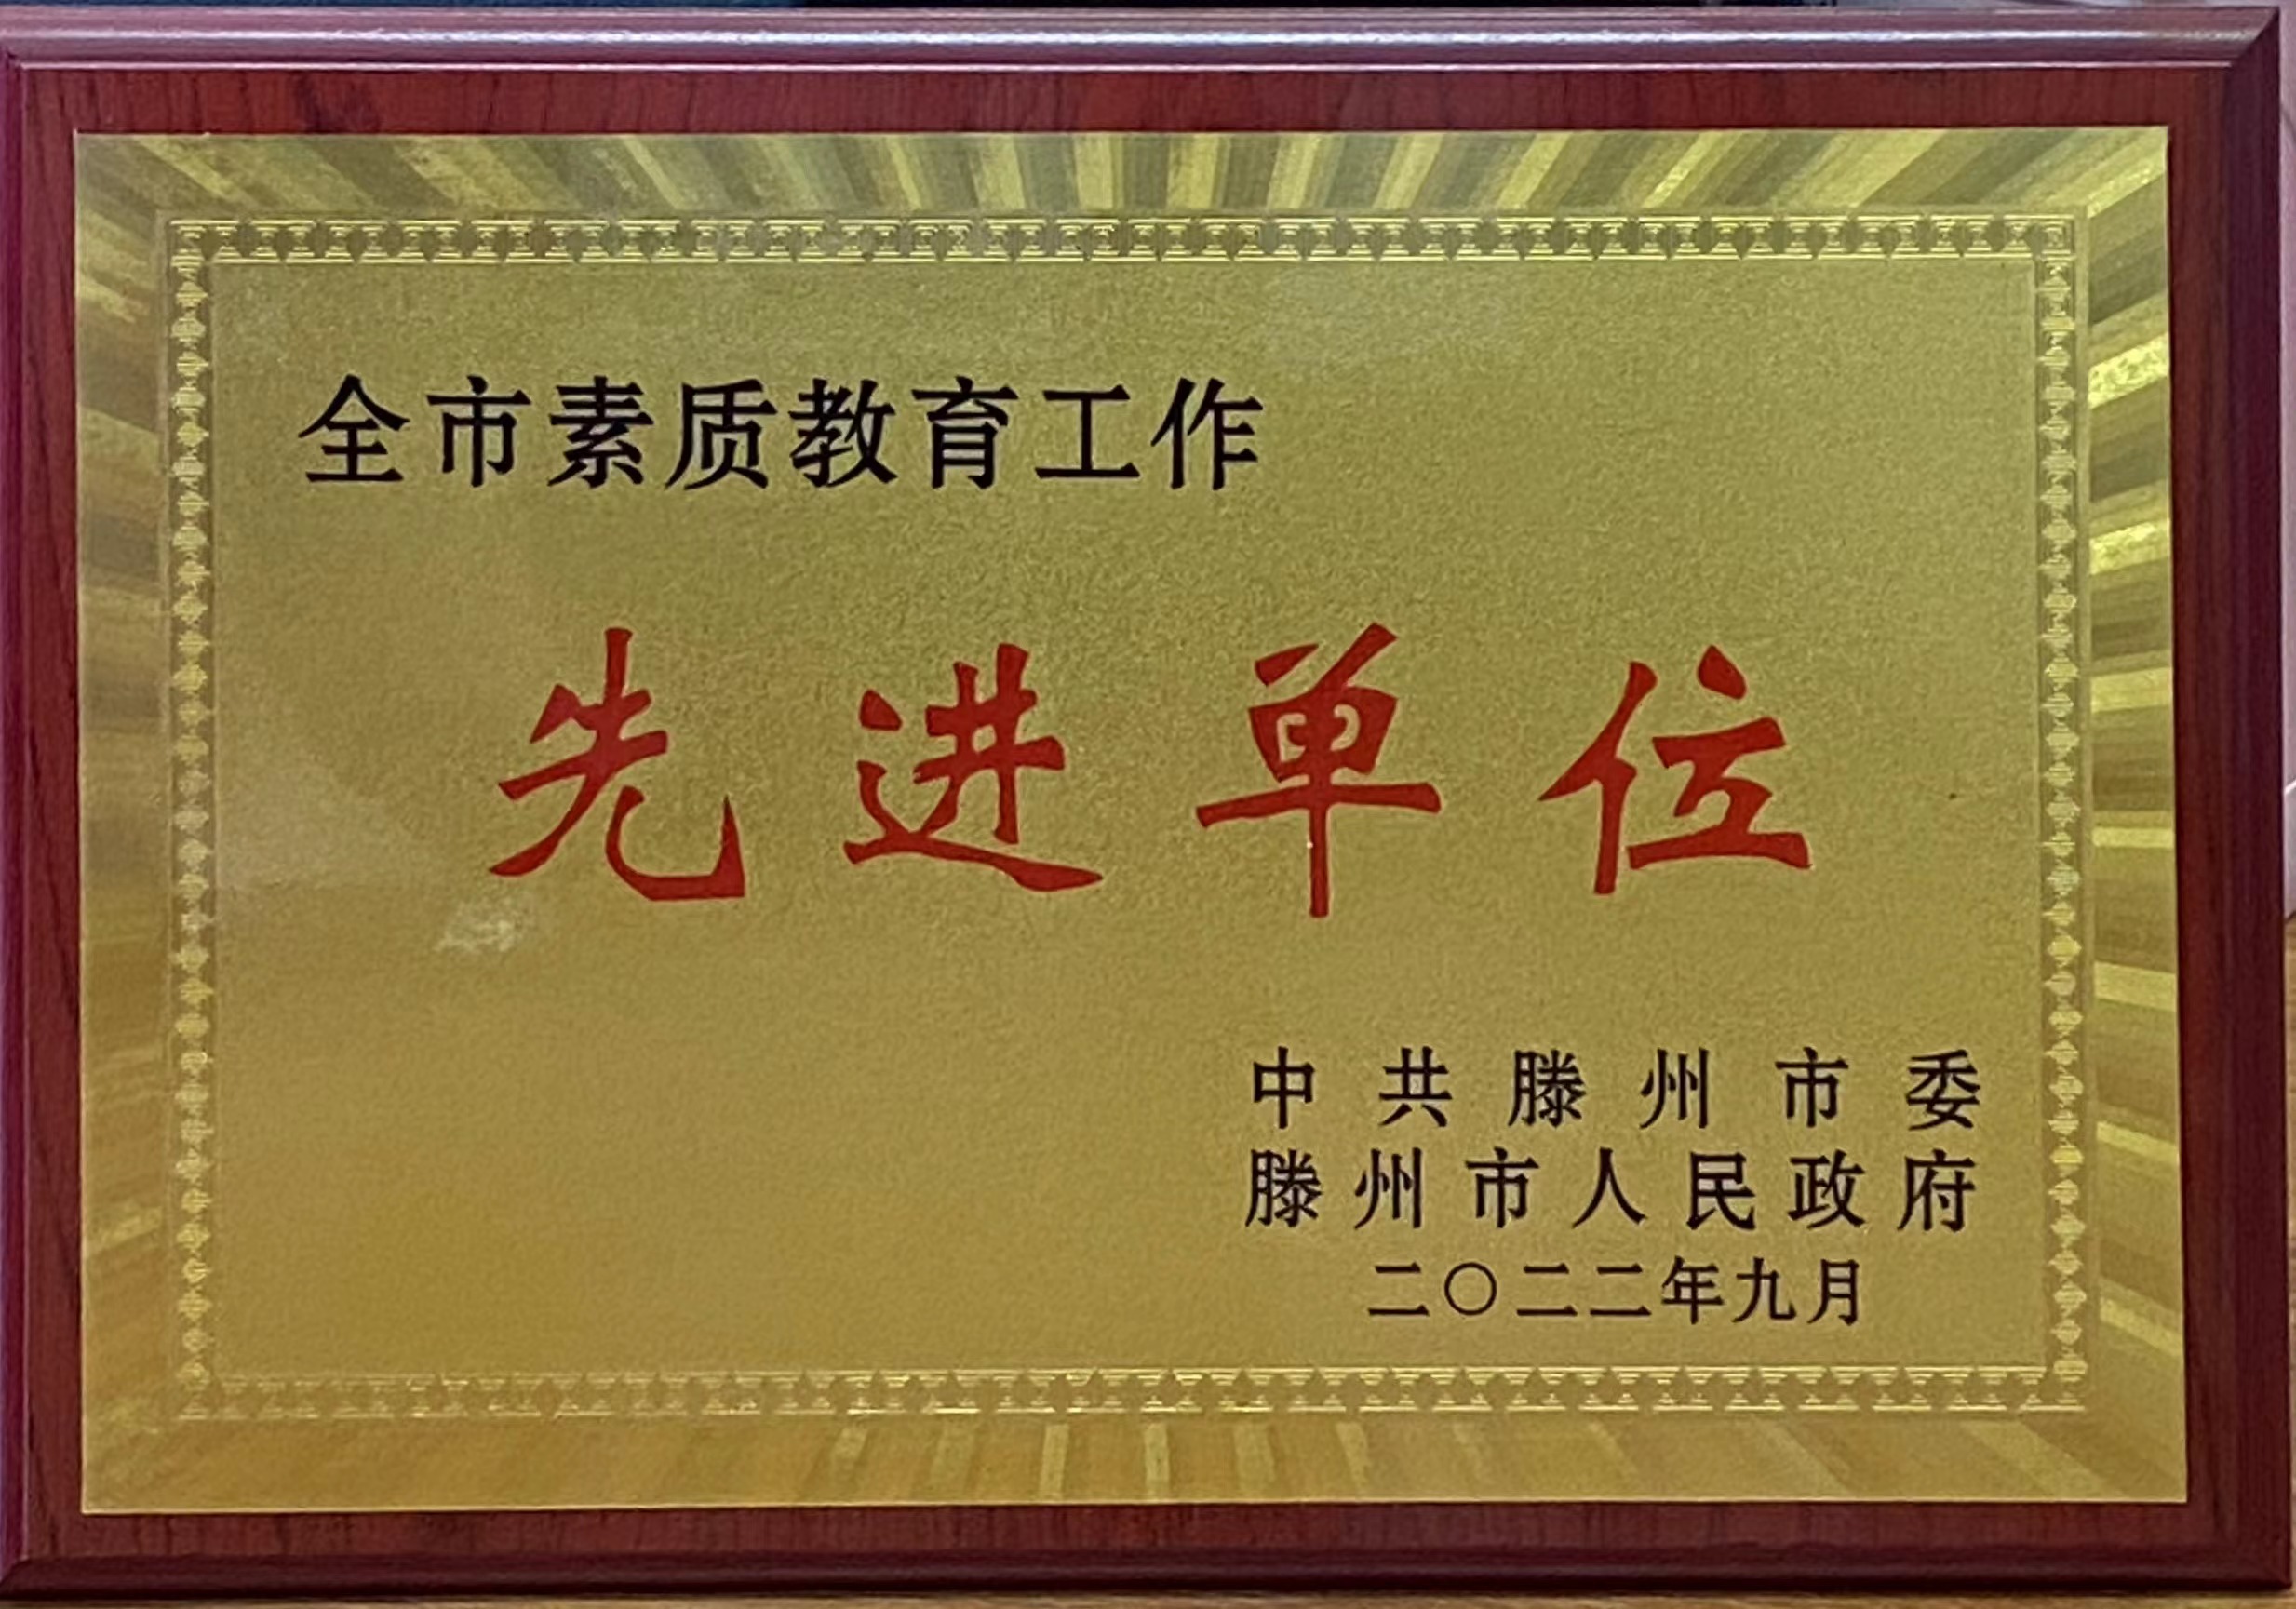 全市素质教育工作
先进单位
中共滕州市委
滕州市人民政府
二〇二二年九月